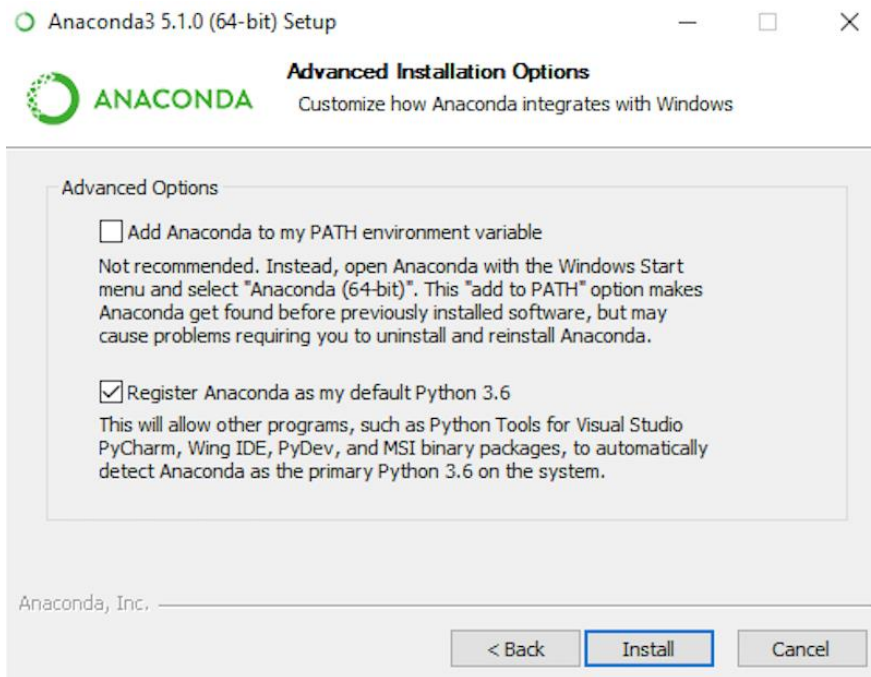 Anaconda3 5.1.0 (64-bit) Setup
ANACONDA
Advanced Installation Options
Customize how Anaconda integrates with Windows
Advanced Options
Add Anaconda to my PATH environment variable
Not recommended. Instead, open Anaconda with the Windows Start
menu and select "Anaconda (64-bit)". This "add to PATH" option makes
Anaconda get found before previously installed software, but may
cause problems requiring you to uninstall and reinstall Anaconda.
Register Anaconda as my default Python 3.6
This will allow other programs, such as Python Tools for Visual Studio
PyCharm, Wing IDE, PyDev, and MSI binary packages, to automatically
detect Anaconda as the primary Python 3.6 on the system.
Anaconda, Inc.
< Back Install Cancel